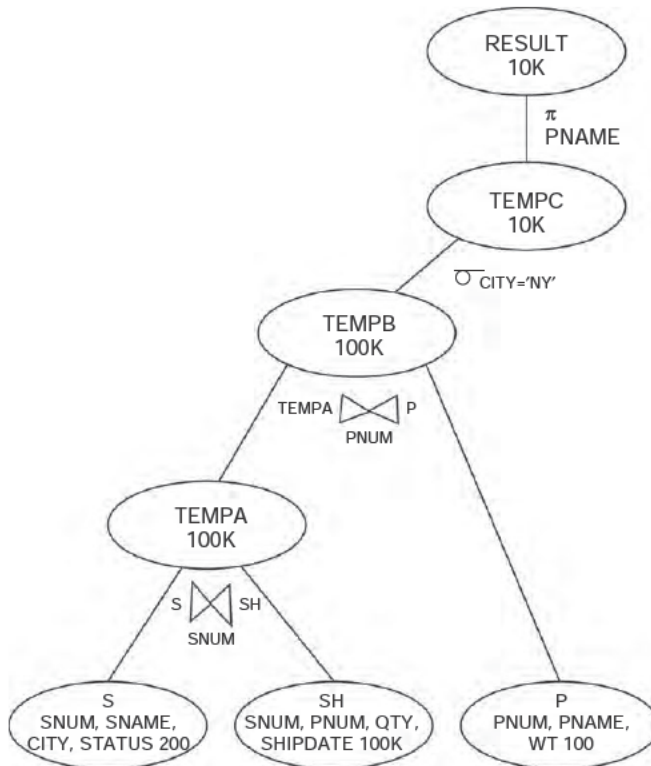 RESULT
10K
π
PNAME
TEMPC
10K
σ CITY='NY'
TEMPB
100K
TEMPA P
PNUM
TEMPA
100K
S SH
SNUM
S
SNUM, SNAME,
CITY, STATUS 200
SH
SNUM, PNUM, QTY,
SHIPDATE 100K
P
PNUM, PNAME,
WT 100